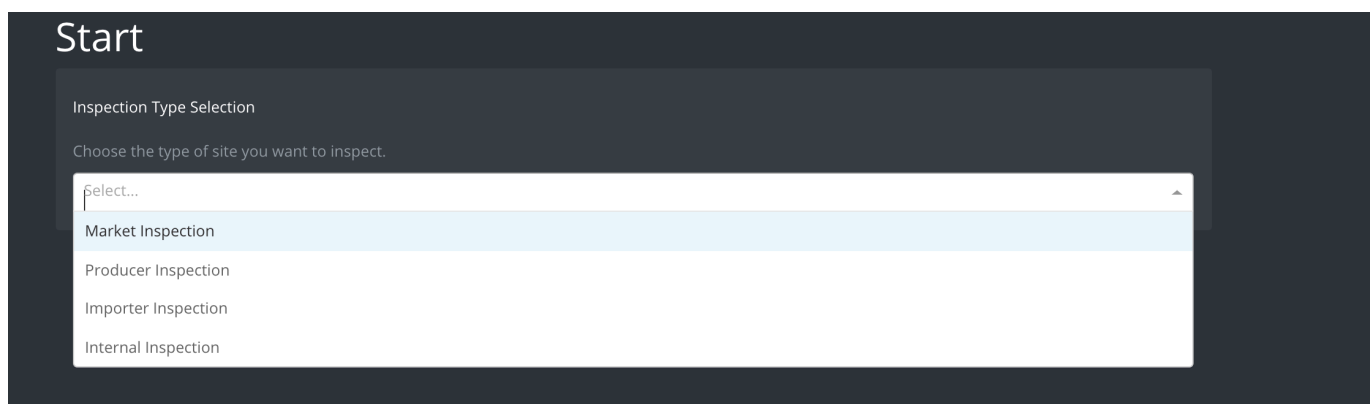 Start
Inspection Type Selection
Choose the type of site you want to inspect.
Select...
Market Inspection
Producer Inspection
Importer Inspection
Internal Inspection